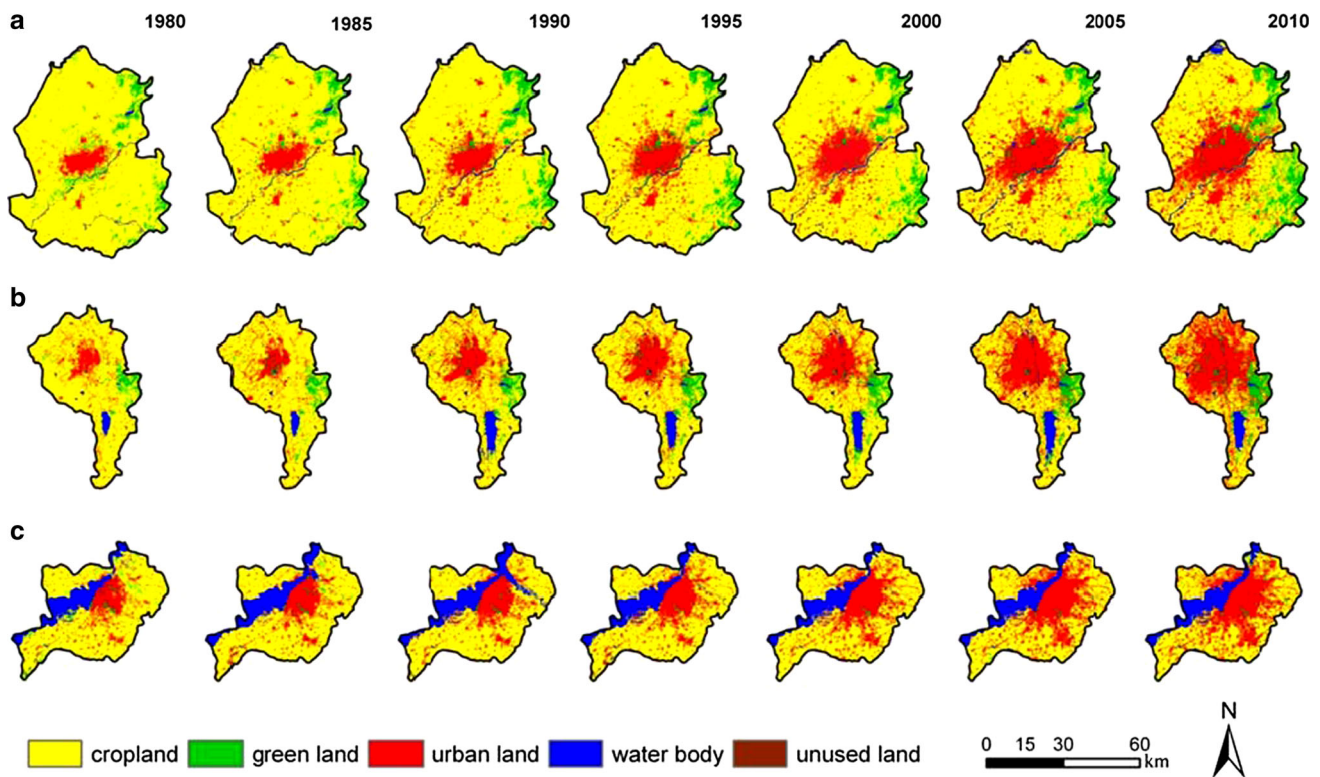 a 1980 1985 1990 1995 2000 2005 2010
b
c
N
cropland green land urban land water body unused land
0 15 30 60
km